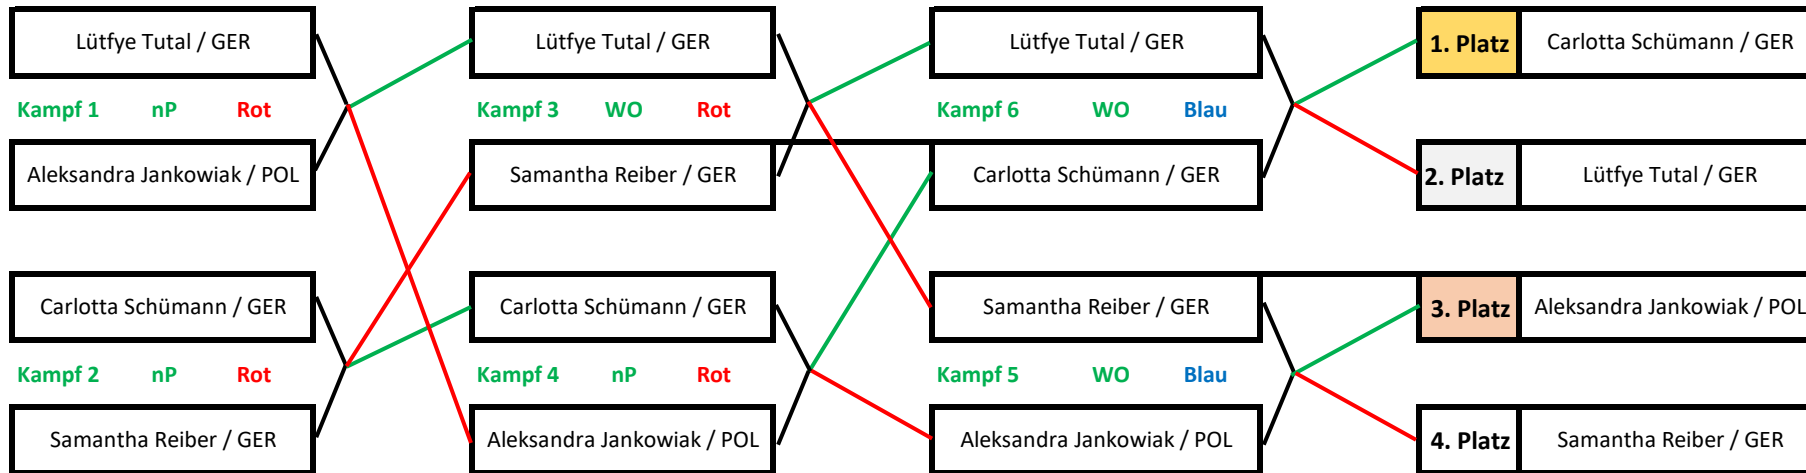 Lütfye Tutal / GER
Kampf 1 nP Rot
Aleksandra Jankowiak / POL
Carlotta Schümann / GER
Kampf 2 nP Rot
Samantha Reiber / GER
Lütfye Tutal / GER
Kampf 3 WO Rot
Samantha Reiber / GER
Carlotta Schümann / GER
Kampf 4 nP Rot
Aleksandra Jankowiak / POL
Lütfye Tutal / GER
Kampf 6 WO Blau
Carlotta Schümann / GER
Samantha Reiber / GER
Kampf 5 WO Blau
Aleksandra Jankowiak / POL
1. Platz Carlotta Schümann / GER
2. Platz Lütfye Tutal / GER
3. Platz Aleksandra Jankowiak / POL
4. Platz Samantha Reiber / GER